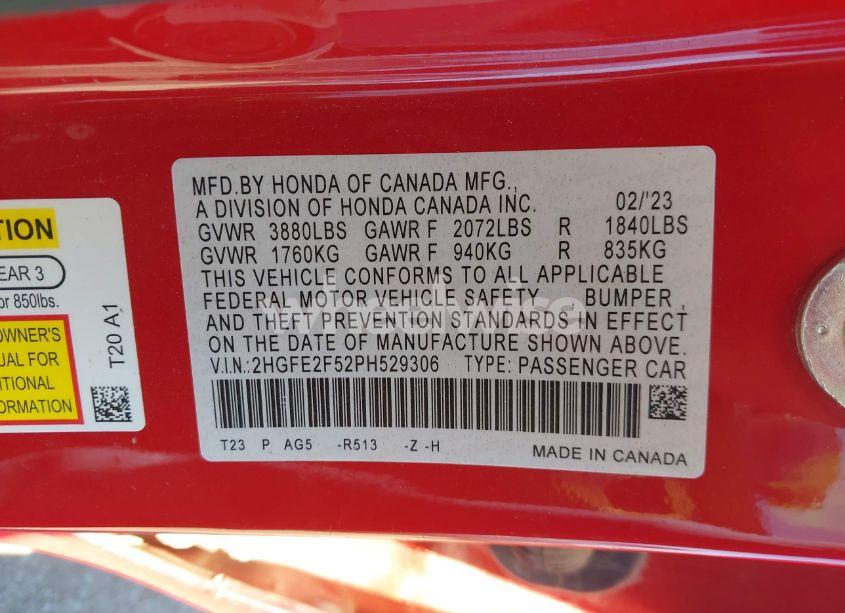 MFD.BY HONDA OF CANADA MFG.,
A DIVISION OF HONDA CANADA INC. 02/'23
GVWR 3880LBS GAWR F 2072LBS R 1840LBS
GVWR 1760KG GAWR F 940KG R 835KG
THIS VEHICLE CONFORMS TO ALL APPLICABLE
FEDERAL MOTOR VEHICLE SAFETY, BUMPER,
AND THEFT PREVENTION STANDARDS IN EFFECT
ON THE DATE OF MANUFACTURE SHOWN ABOVE.
V.I.N.:2HGFE2F52PH529306 TYPE: PASSENGER CAR
T23 P AG5 -R513 -Z -H
MADE IN CANADA
TION
EAR 3
or 850lbs.
OWNER'S
UAL FOR
ITIONAL
FORMATION
T20 A1